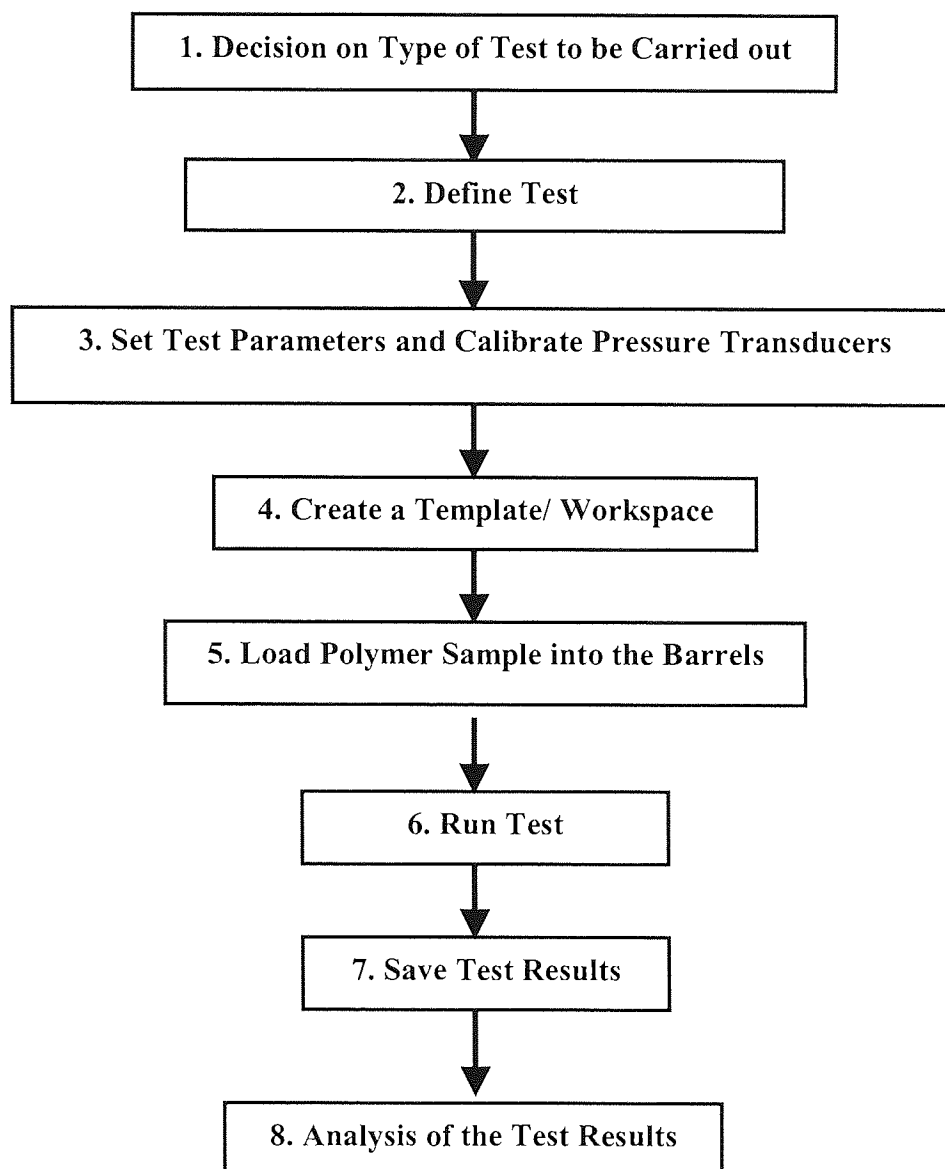 1. Decision on Type of Test to be Carried out
2. Define Test
3. Set Test Parameters and Calibrate Pressure Transducers
4. Create a Template/ Workspace
5. Load Polymer Sample into the Barrels
6. Run Test
7. Save Test Results
8. Analysis of the Test Results